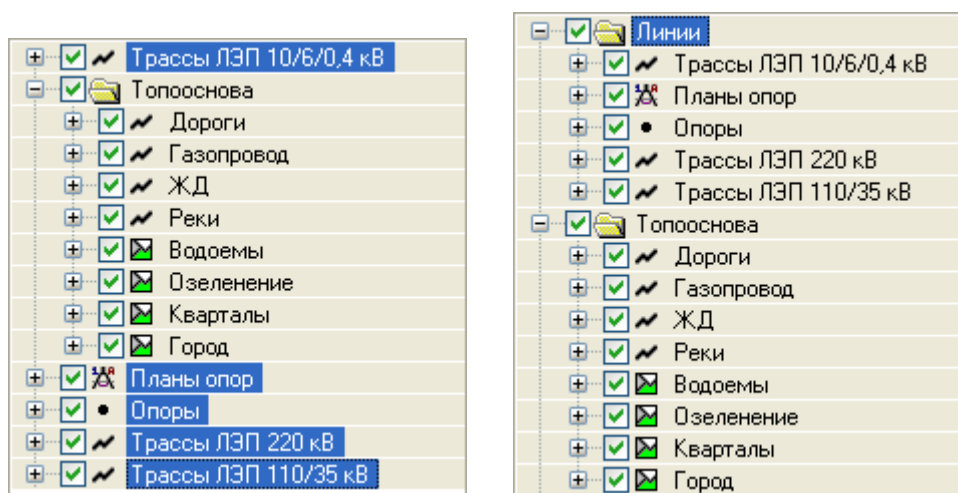 Трассы ЛЭП 10/6/0,4 кВ
Топооснова
Дороги
Газопровод
ЖД
Реки
Водоемы
Озеленение
Кварталы
Город
Планы опор
Опоры
Трассы ЛЭП 220 кВ
Трассы ЛЭП 110/35 кВ
Линии
Трассы ЛЭП 10/6/0,4 кВ
Планы опор
Опоры
Трассы ЛЭП 220 кВ
Трассы ЛЭП 110/35 кВ
Топооснова
Дороги
Газопровод
ЖД
Реки
Водоемы
Озеленение
Кварталы
Город